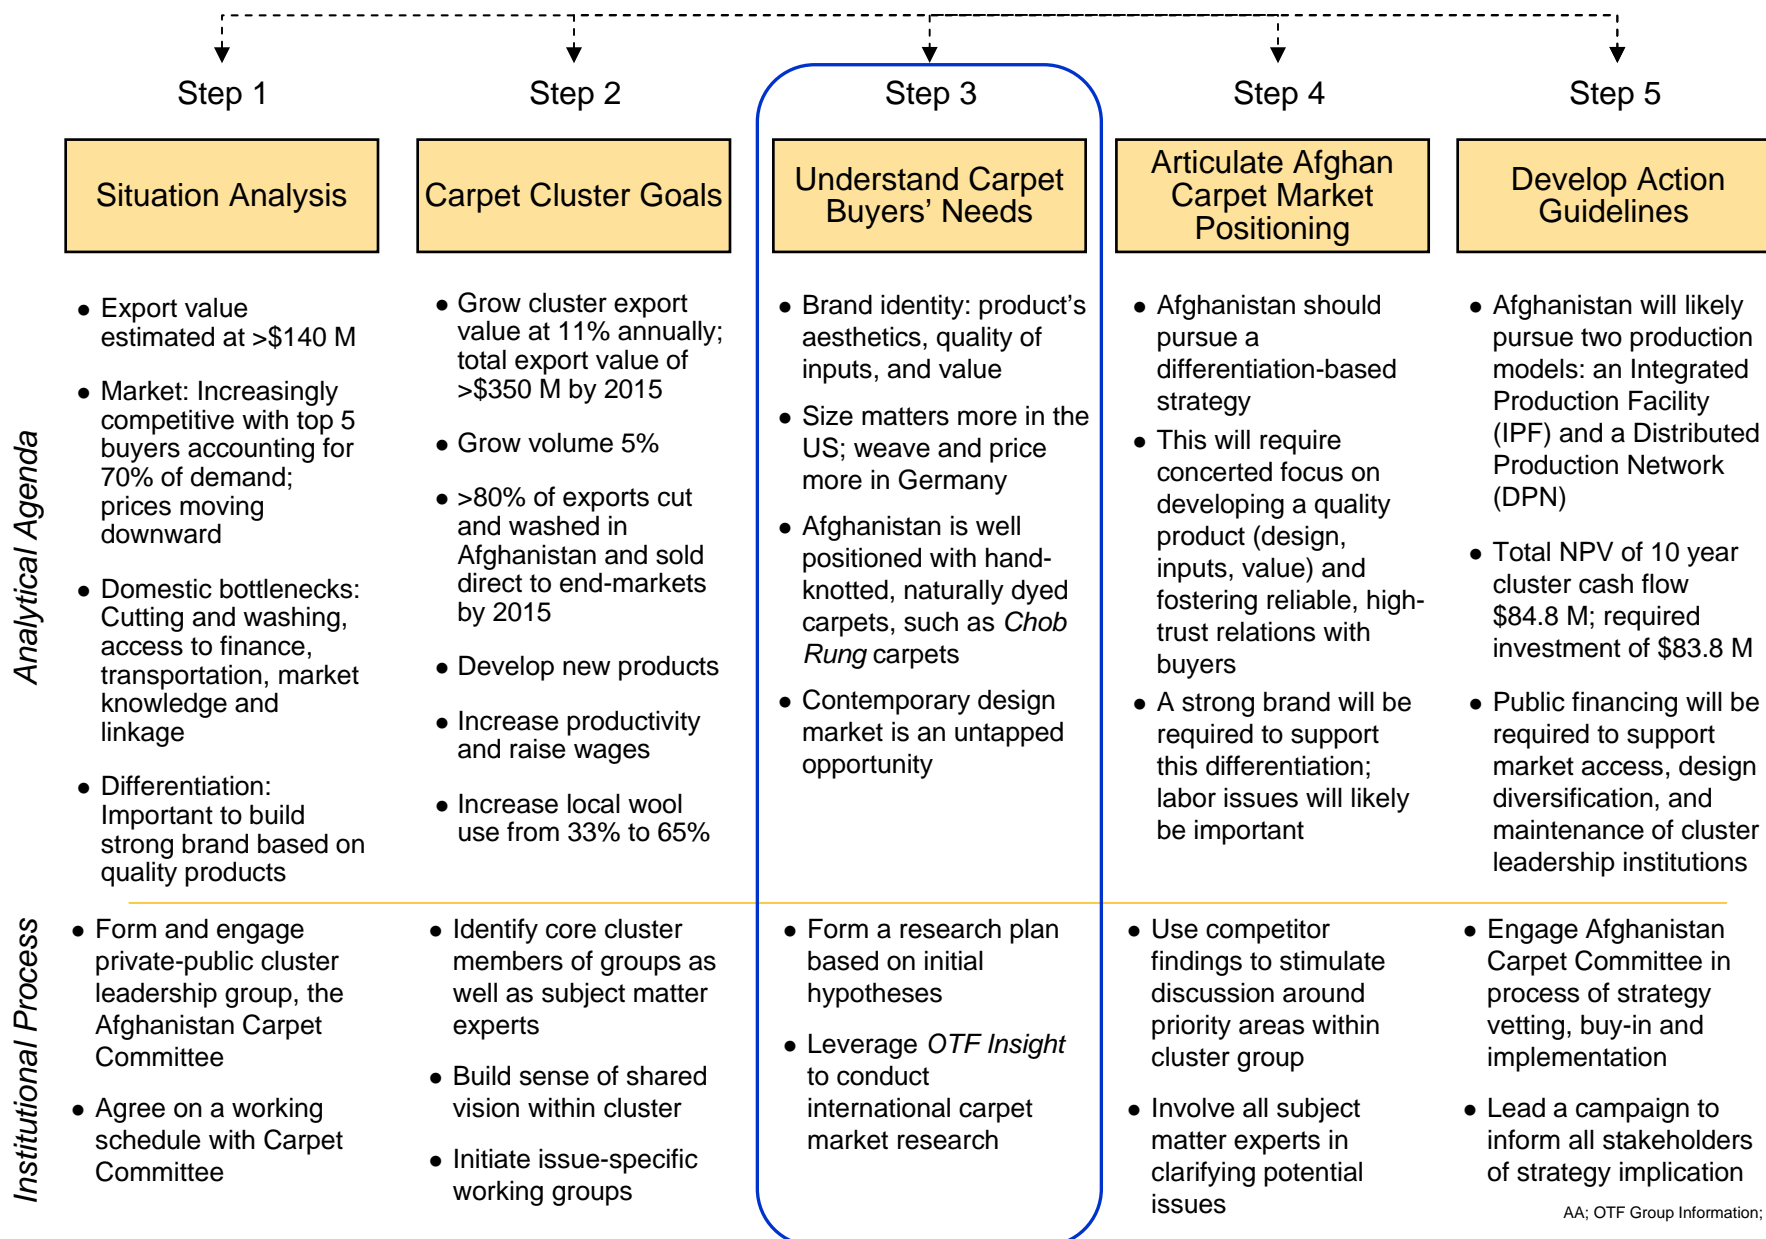 Step 1
Step 2
Step 3
Step 4
Step 5
Situation Analysis
Carpet Cluster Goals
Understand Carpet
Buyers’ Needs
Articulate Afghan
Carpet Market
Positioning
Develop Action
Guidelines
Analytical Agenda
● Export value
estimated at >$140 M
● Market: Increasingly
competitive with top 5
buyers accounting for
70% of demand;
prices moving
downward
● Domestic bottlenecks:
Cutting and washing,
access to finance,
transportation, market
knowledge and
linkage
● Differentiation:
Important to build
strong brand based on
quality products
● Grow cluster export
value at 11% annually;
total export value of
>$350 M by 2015
● Grow volume 5%
● >80% of exports cut
and washed in
Afghanistan and sold
direct to end-markets
by 2015
● Develop new products
● Increase productivity
and raise wages
● Increase local wool
use from 33% to 65%
● Brand identity: product’s
aesthetics, quality of
inputs, and value
● Size matters more in the
US; weave and price
more in Germany
● Afghanistan is well
positioned with hand-
knotted, naturally dyed
carpets, such as Chob
Rung carpets
● Contemporary design
market is an untapped
opportunity
● Afghanistan should
pursue a
differentiation-based
strategy
● This will require
concerted focus on
developing a quality
product (design,
inputs, value) and
fostering reliable, high-
trust relations with
buyers
● A strong brand will be
required to support
this differentiation;
labor issues will likely
be important
● Afghanistan will likely
pursue two production
models: an Integrated
Production Facility
(IPF) and a Distributed
Production Network
(DPN)
● Total NPV of 10 year
cluster cash flow
$84.8 M; required
investment of $83.8 M
● Public financing will be
required to support
market access, design
diversification, and
maintenance of cluster
leadership institutions
Institutional Process
● Form and engage
private-public cluster
leadership group, the
Afghanistan Carpet
Committee
● Agree on a working
schedule with Carpet
Committee
● Identify core cluster
members of groups as
well as subject matter
experts
● Build sense of shared
vision within cluster
● Initiate issue-specific
working groups
● Form a research plan
based on initial
hypotheses
● Leverage OTF Insight
to conduct
international carpet
market research
● Use competitor
findings to stimulate
discussion around
priority areas within
cluster group
● Involve all subject
matter experts in
clarifying potential
issues
● Engage Afghanistan
Carpet Committee in
process of strategy
vetting, buy-in and
implementation
● Lead a campaign to
inform all stakeholders
of strategy implication
AA; OTF Group Information;